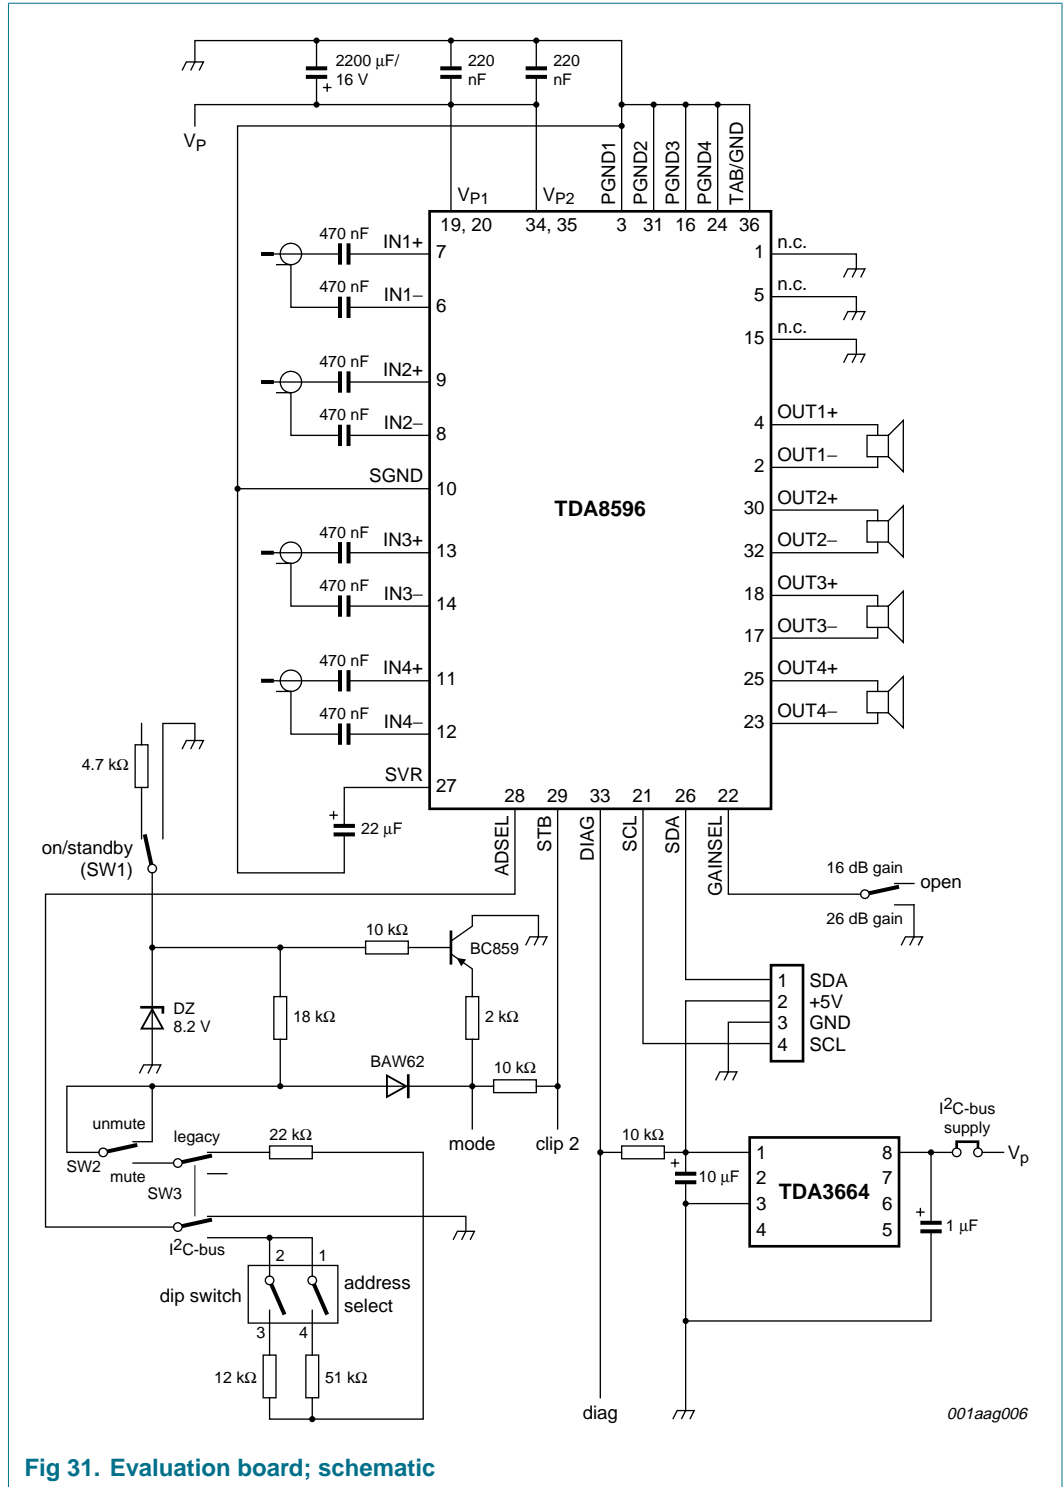 2200 μF/
16 V
220
nF
220
nF
VP
VP1
VP2
PGND1
PGND2
PGND3
PGND4
TAB/GND
19, 20
34, 35
3
31
16
24
36
470 nF
IN1+
7
470 nF
IN1−
6
470 nF
IN2+
9
470 nF
IN2−
8
SGND
10
470 nF
IN3+
13
470 nF
IN3−
14
470 nF
IN4+
11
470 nF
IN4−
12
SVR
27
22 μF
TDA8596
1
n.c.
5
n.c.
15
n.c.
4
OUT1+
2
OUT1−
30
OUT2+
32
OUT2−
18
OUT3+
17
OUT3−
25
OUT4+
23
OUT4−
28
29
33
21
26
22
ADSEL
STB
DIAG
SCL
SDA
GAINSEL
4.7 kΩ
on/standby
(SW1)
16 dB gain
open
26 dB gain
10 kΩ
BC859
DZ
8.2 V
18 kΩ
2 kΩ
BAW62
10 kΩ
mode
clip 2
1 SDA
2 +5V
3 GND
4 SCL
unmute
SW2
mute
legacy
SW3
22 kΩ
I2C-bus
2
1
dip switch
address
select
3
4
12 kΩ
51 kΩ
10 kΩ
10 μF
1
2
3
4
TDA3664
8
7
6
5
I2C-bus
supply
Vp
1 μF
diag
001aag006
Fig 31. Evaluation board; schematic